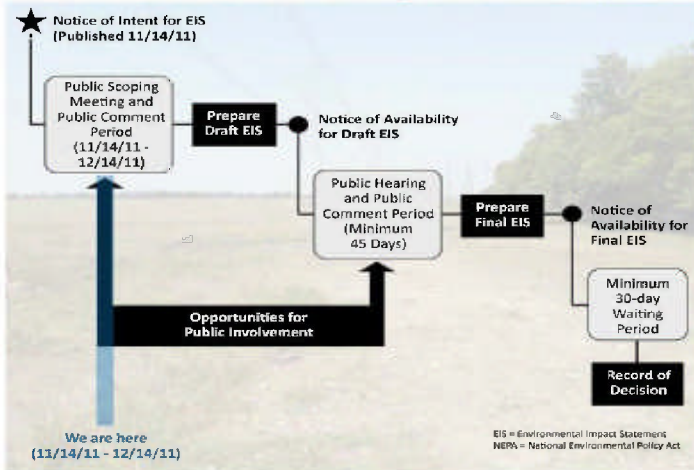 Notice of Intent for EIS
(Published 11/14/11)
Public Scoping
Meeting and
Public Comment
Period
(11/14/11 -
12/14/11)
Prepare
Draft EIS
Notice of Availability
for Draft EIS
Public Hearing
and Public
Comment Period
(Minimum
45 Days)
Prepare
Final EIS
Notice of
Availability for
Final EIS
Minimum
30-day
Waiting
Period
Record of
Decision
Opportunities for
Public Involvement
We are here
(11/14/11 - 12/14/11)
EIS = Environmental Impact Statement
NEPA = National Environmental Policy Act